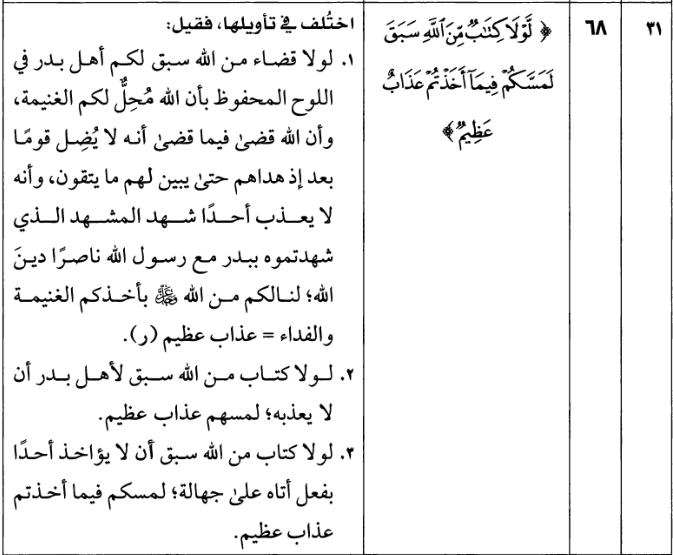 ٣١
٦٨
﴿ لَّوْلَا كِتَٰبٌ مِّنَ ٱللَّهِ سَبَقَ
لَمَسَّكُمْ فِيمَآ أَخَذْتُمْ عَذَابٌ
عَظِيمٌ ﴾
اختُلف في تأويلها، فقيل:
١. لولا قضاء من الله سبق لكم أهل بدر في
اللوح المحفوظ بأن الله مُحِلٌّ لكم الغنيمة،
وأن الله قضىٰ فيما قضىٰ أنه لا يُضِل قومًا
بعد إذ هداهم حتىٰ يبين لهم ما يتقون، وأنه
لا يعذب أحدًا شهد المشهد الذي
شهدتموه ببدر مع رسول الله ناصرًا دينَ
الله؛ لنالكم من الله ﷻ بأخذكم الغنيمة
والفداء = عذاب عظيم (ر).
٢. لولا كتاب من الله سبق لأهل بدر أن
لا يعذبه؛ لمسهم عذاب عظيم.
٣. لولا كتاب من الله سبق أن لا يؤاخذ أحدًا
بفعل أتاه علىٰ جهالة؛ لمسكم فيما أخذتم
عذاب عظيم.